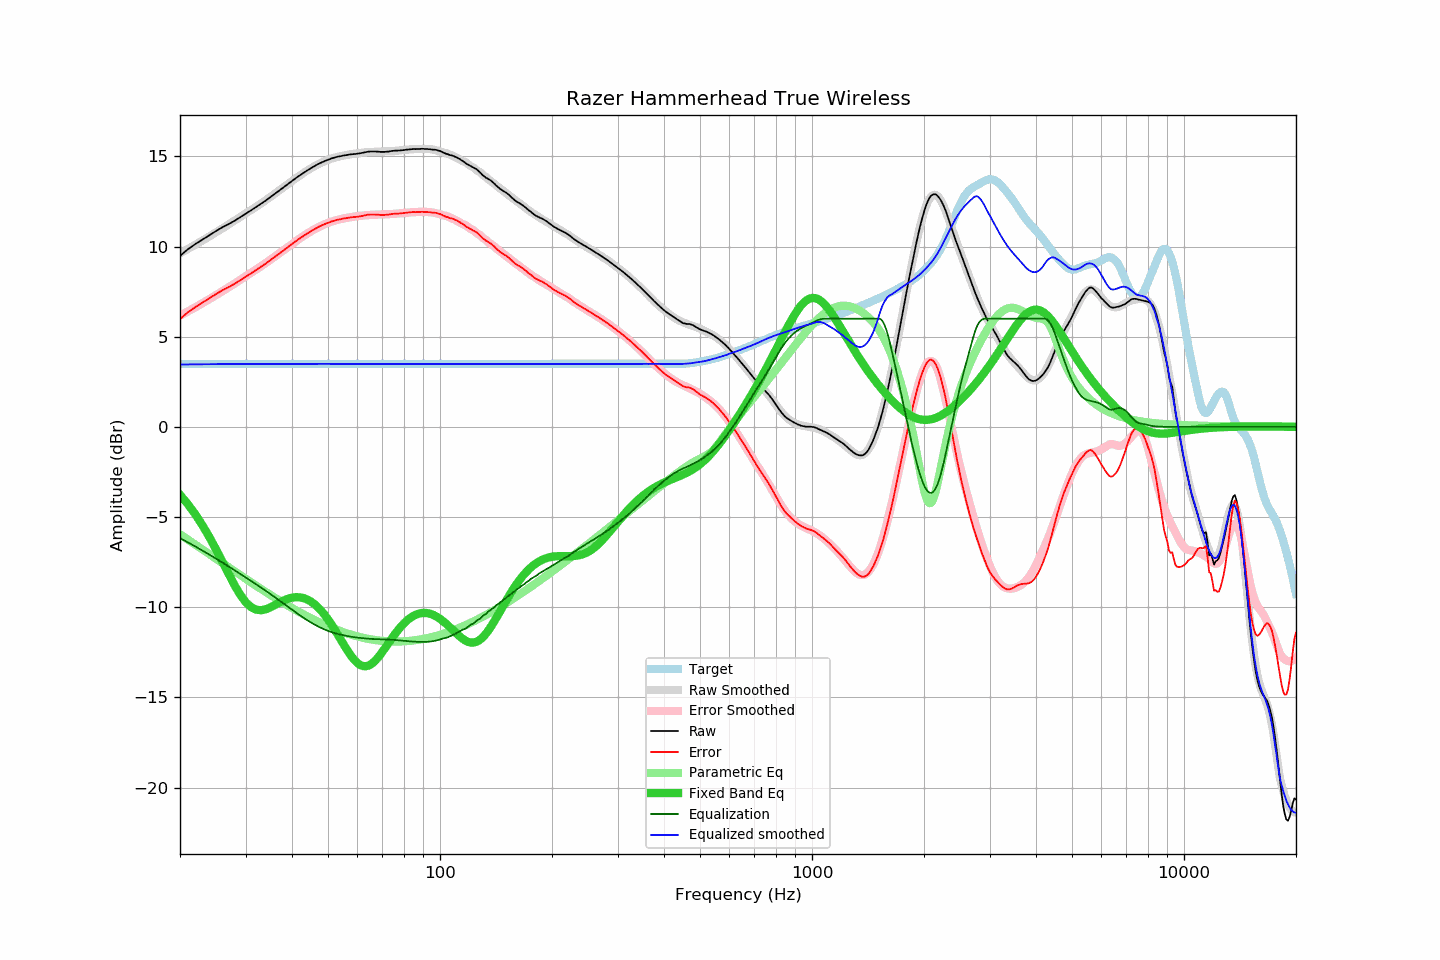 Razer Hammerhead True Wireless
Amplitude (dBr)
15
10
5
0
−5
−10
−15
−20
Target
Raw Smoothed
Error Smoothed
Raw
Error
Parametric Eq
Fixed Band Eq
Equalization
Equalized smoothed
100
1000
10000
Frequency (Hz)